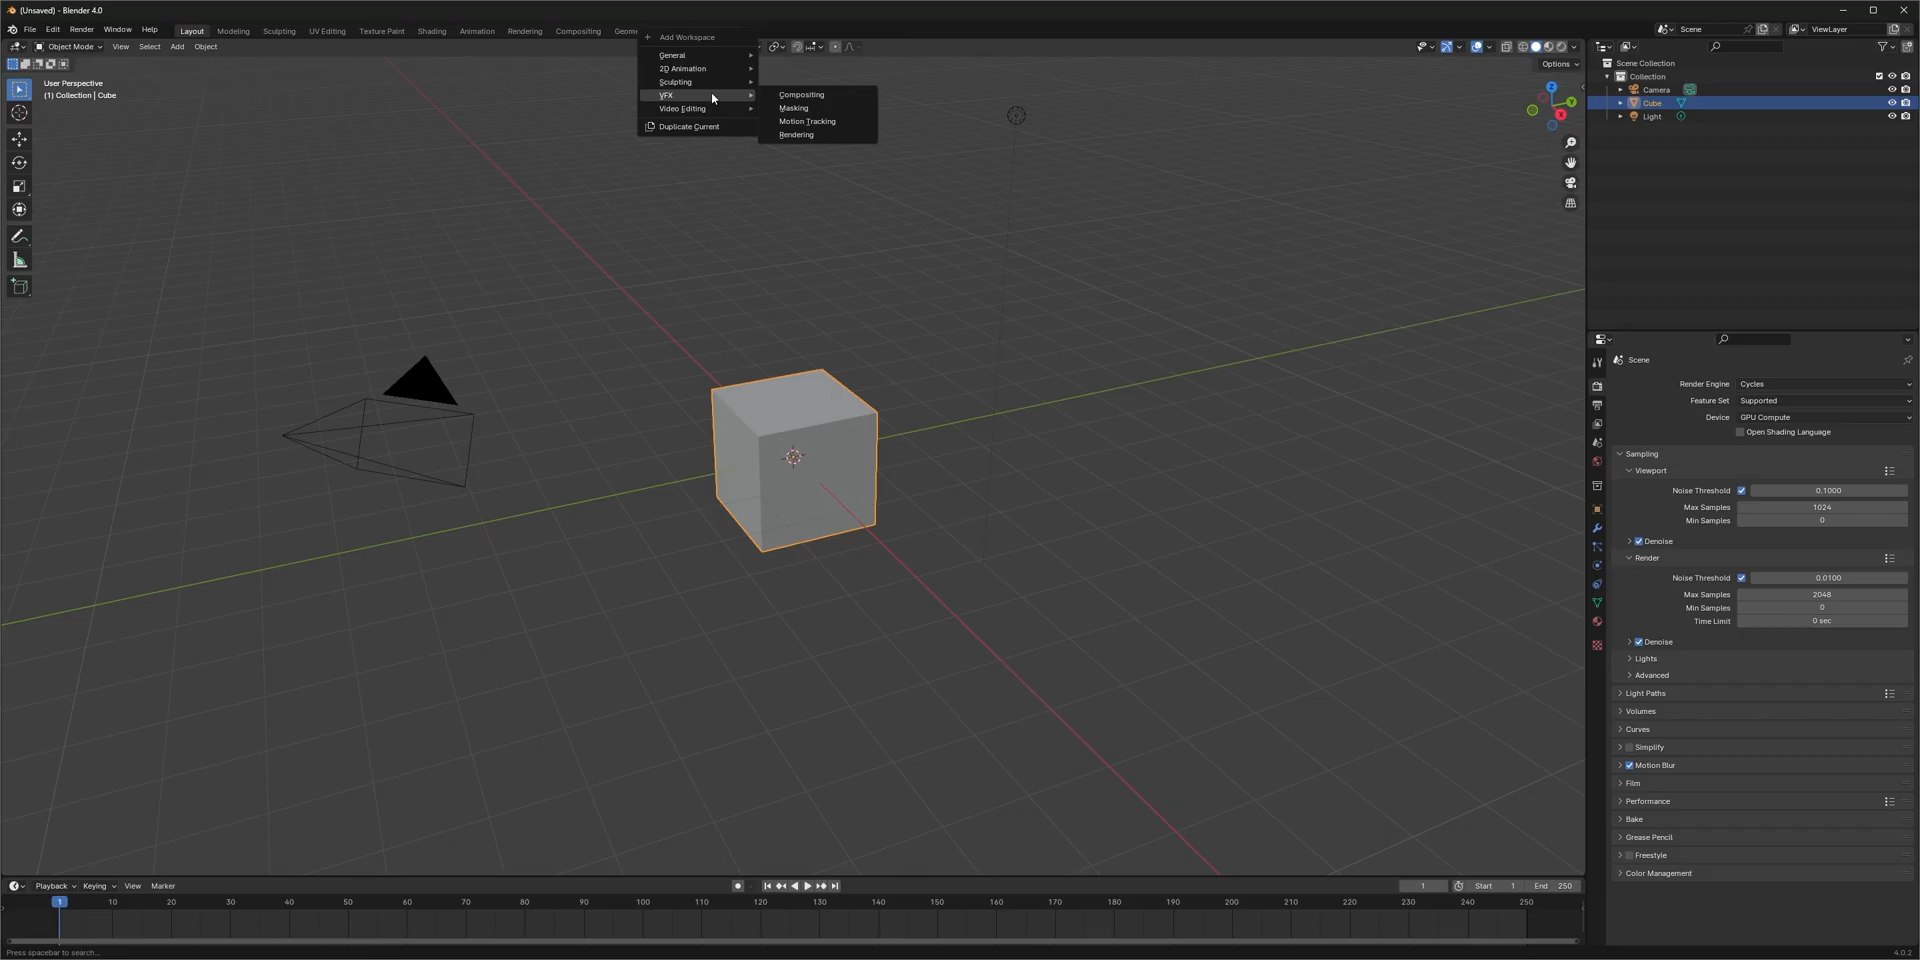 (Unsaved) - Blender 4.0
File Edit Render Window Help Layout Modeling Sculpting UV Editing Texture Paint Shading Animation Rendering Compositing Geome
Scene ViewLayer
Object Mode View Select Add Object
Options
User Perspective
(1) Collection | Cube
Add Workspace
General
2D Animation
Sculpting
VFX
Video Editing
Duplicate Current
Compositing
Masking
Motion Tracking
Rendering
Z
Y
X
Scene Collection
Collection
Camera
Cube
Light
Scene
Render Engine Cycles
Feature Set Supported
Device GPU Compute
Open Shading Language
Sampling
Viewport
Noise Threshold 0.1000
Max Samples 1024
Min Samples 0
Denoise
Render
Noise Threshold 0.0100
Max Samples 2048
Min Samples 0
Time Limit 0 sec
Denoise
Lights
Advanced
Light Paths
Volumes
Curves
Simplify
Motion Blur
Film
Performance
Bake
Grease Pencil
Freestyle
Color Management
Playback Keying View Marker
1 Start 1 End 250
1 10 20 30 40 50 60 70 80 90 100 110 120 130 140 150 160 170 180 190 200 210 220 230 240 250
Press spacebar to search...
4.0.2